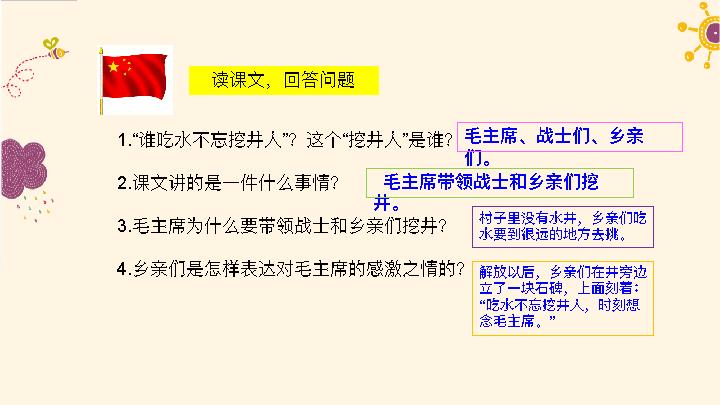 读课文，回答问题
1.“谁吃水不忘挖井人”？这个“挖井人”是�？
毛主席、战士们、乡亲
们。
2.课文讲的是一件什么事情？
毛主席带领战士和乡亲们挖
井。
3.毛主席为什么要带领战士和乡亲们挖井？
村子里没有水井，乡亲们吃
水要到很远的地方去挑。
4.乡亲们是怎样表达对毛主席的感激之情的？
解放以后，乡亲们在井旁边
立了一块石碑，上面刻着：
“吃水不忘挖井人，时刻想
念毛主席。”